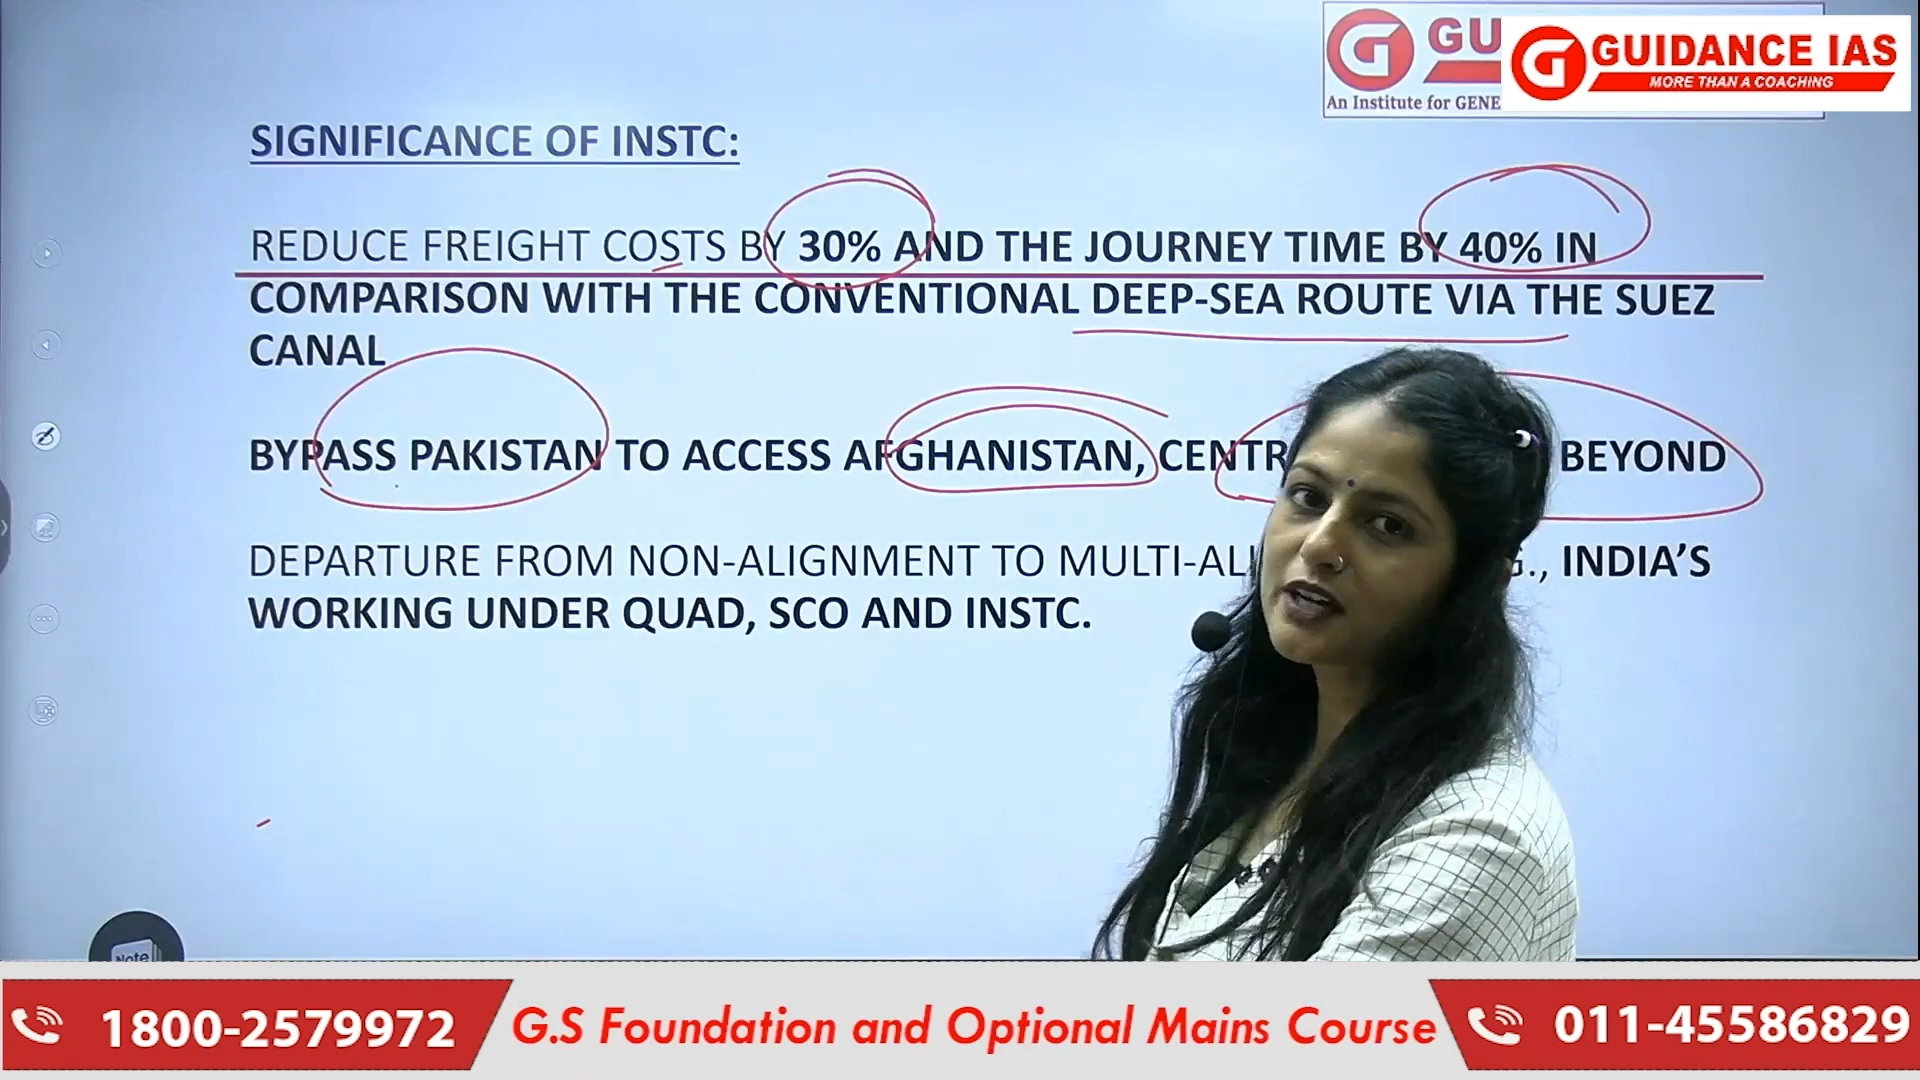 GU
An Institute for GENE
GUIDANCE IAS
MORE THAN A COACHING
SIGNIFICANCE OF INSTC:
REDUCE FREIGHT COSTS BY 30% AND THE JOURNEY TIME BY 40% IN
COMPARISON WITH THE CONVENTIONAL DEEP-SEA ROUTE VIA THE SUEZ
CANAL
BYPASS PAKISTAN TO ACCESS AFGHANISTAN, CENTR BEYOND
DEPARTURE FROM NON-ALIGNMENT TO MULTI-ALI G., INDIA'S
WORKING UNDER QUAD, SCO AND INSTC.
Note
1800-2579972 G.S Foundation and Optional Mains Course 011-45586829